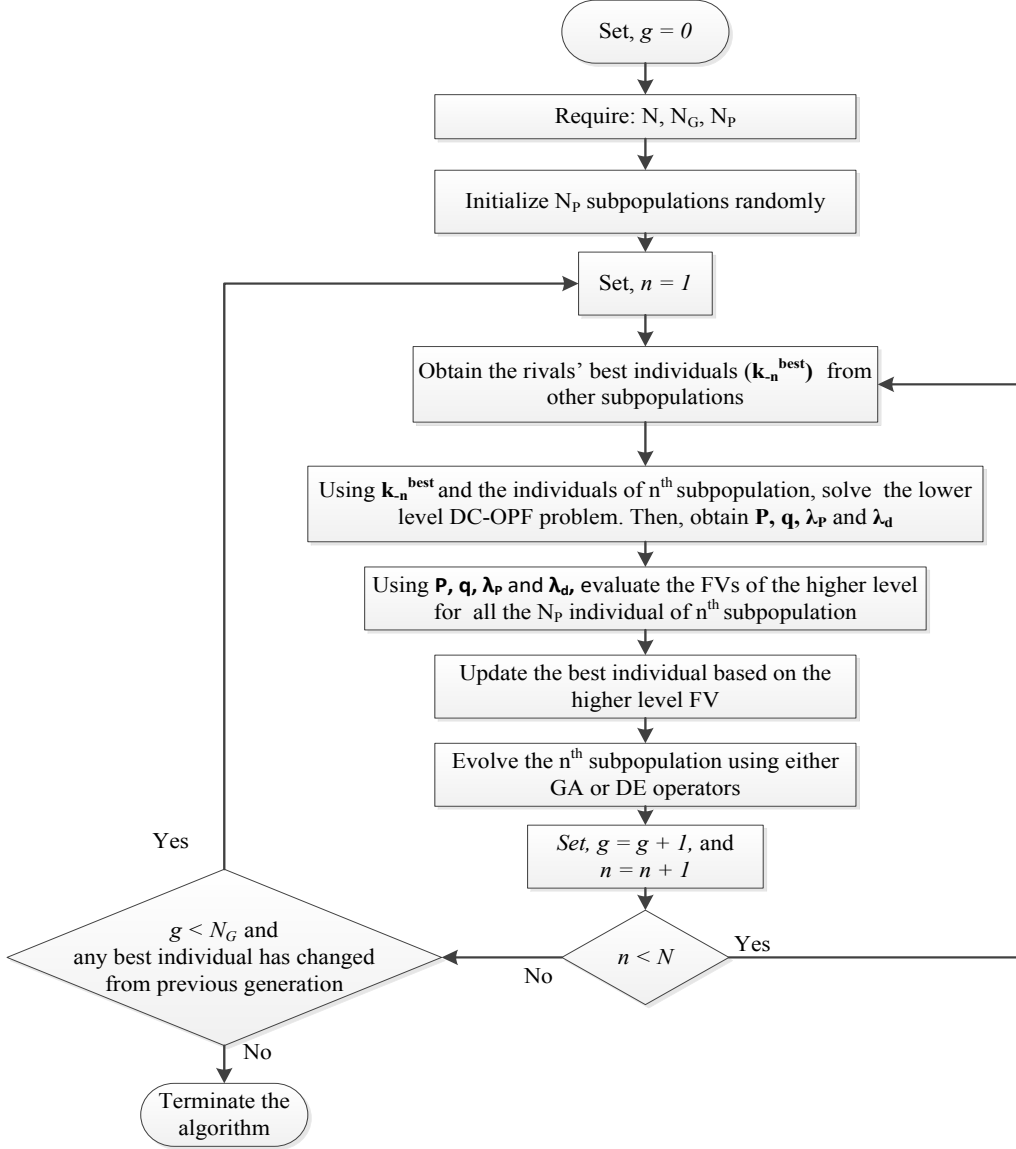 Set, g = 0
Require: N, N_G, N_P
Initialize N_P subpopulations randomly
Set, n = 1
Obtain the rivals' best individuals (k_-n^best) from
other subpopulations
Using k_-n^best and the individuals of n^th subpopulation, solve the lower
level DC-OPF problem. Then, obtain P, q, λ_P and λ_d
Using P, q, λ_P and λ_d, evaluate the FVs of the higher level
for all the N_P individual of n^th subpopulation
Update the best individual based on the
higher level FV
Evolve the n^th subpopulation using either
GA or DE operators
Set, g = g + 1, and
n = n + 1
n < N
Yes
No
g < N_G and
any best individual has changed
from previous generation
Yes
No
Terminate the
algorithm